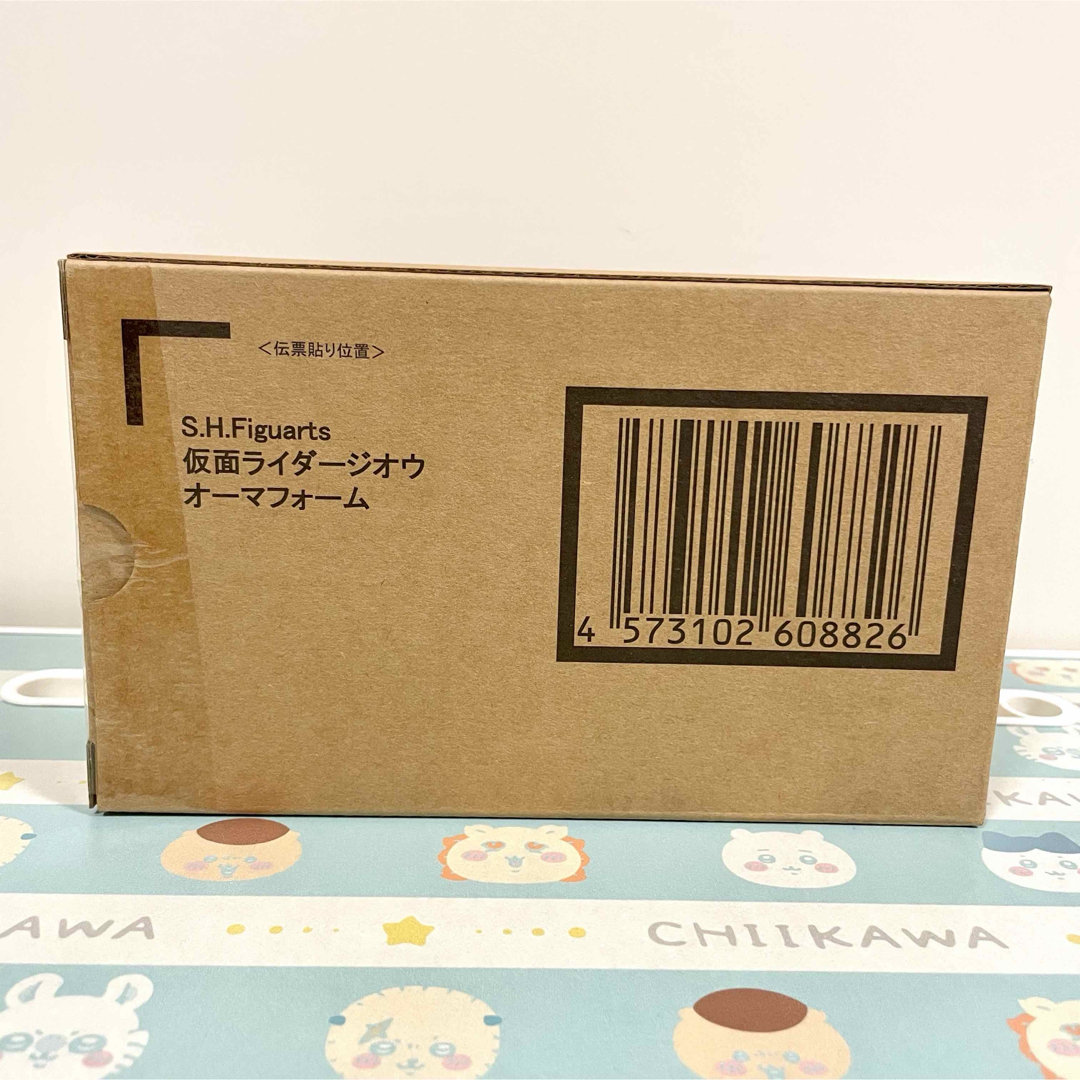 <伝票貼り位置>
S.H.Figuarts
仮面ライダージオウ
オーマフォーム
4 573102 608826
IKAWA
AWA
CHIIKAWA